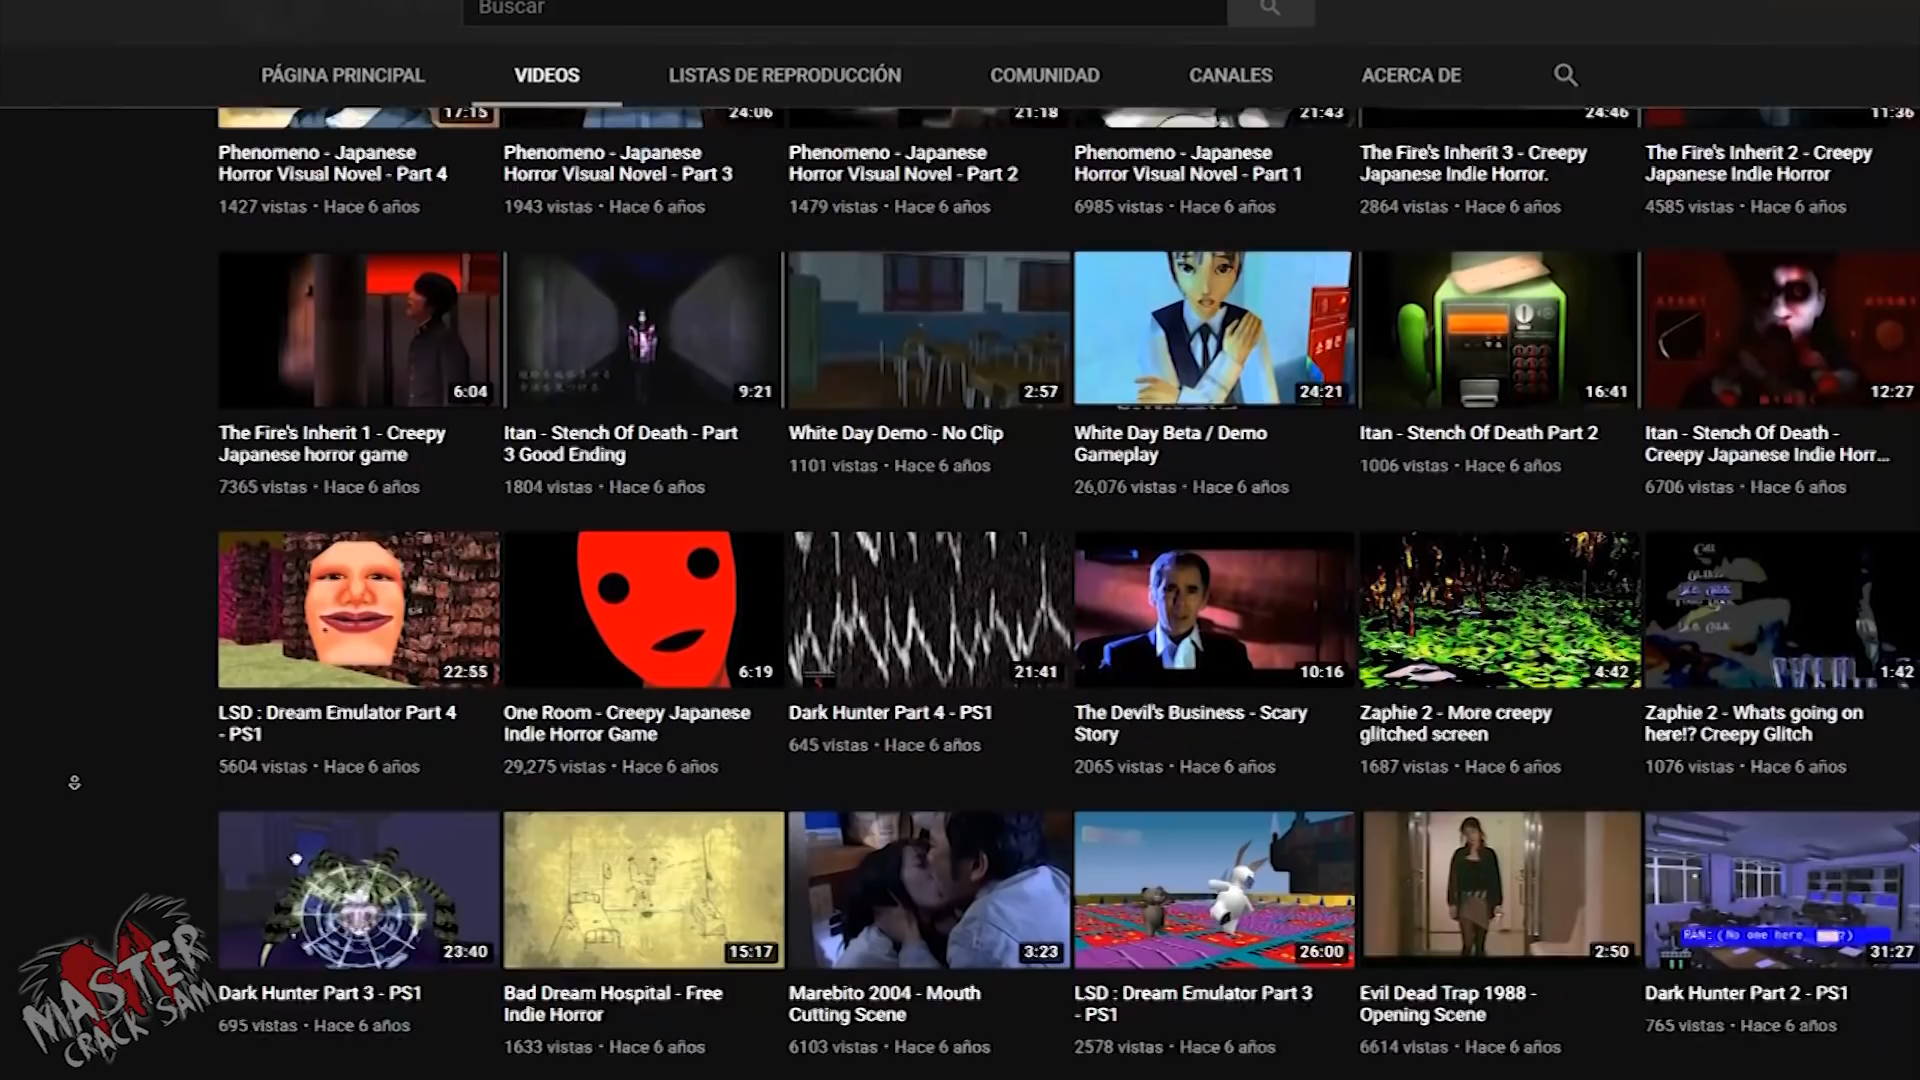 Buscar
PÁGINA PRINCIPAL VIDEOS LISTAS DE REPRODUCCIÓN COMUNIDAD CANALES ACERCA DE
17:15 24:06 21:18 21:43 24:46 11:36
Phenomeno - Japanese
Horror Visual Novel - Part 4
1427 vistas • Hace 6 años
Phenomeno - Japanese
Horror Visual Novel - Part 3
1943 vistas • Hace 6 años
Phenomeno - Japanese
Horror Visual Novel - Part 2
1479 vistas • Hace 6 años
Phenomeno - Japanese
Horror Visual Novel - Part 1
6985 vistas • Hace 6 años
The Fire's Inherit 3 - Creepy
Japanese Indie Horror.
2864 vistas • Hace 6 años
The Fire's Inherit 2 - Creepy
Japanese Indie Horror
4585 vistas • Hace 6 años
6:04
The Fire's Inherit 1 - Creepy
Japanese horror game
7365 vistas • Hace 6 años
9:21
Itan - Stench Of Death - Part
3 Good Ending
1804 vistas • Hace 6 años
2:57
White Day Demo - No Clip
1101 vistas • Hace 6 años
24:21
White Day Beta / Demo
Gameplay
26,076 vistas • Hace 6 años
16:41
Itan - Stench Of Death Part 2
1006 vistas • Hace 6 años
12:27
Itan - Stench Of Death -
Creepy Japanese Indie Horr...
6706 vistas • Hace 6 años
22:55
LSD : Dream Emulator Part 4
- PS1
5604 vistas • Hace 6 años
6:19
One Room - Creepy Japanese
Indie Horror Game
29,275 vistas • Hace 6 años
21:41
Dark Hunter Part 4 - PS1
645 vistas • Hace 6 años
10:16
The Devil's Business - Scary
Story
2065 vistas • Hace 6 años
4:42
Zaphie 2 - More creepy
glitched screen
1687 vistas • Hace 6 años
1:42
Zaphie 2 - Whats going on
here!? Creepy Glitch
1076 vistas • Hace 6 años
23:40
Dark Hunter Part 3 - PS1
695 vistas • Hace 6 años
15:17
Bad Dream Hospital - Free
Indie Horror
1633 vistas • Hace 6 años
3:23
Marebito 2004 - Mouth
Cutting Scene
6103 vistas • Hace 6 años
26:00
LSD : Dream Emulator Part 3
- PS1
2578 vistas • Hace 6 años
2:50
Evil Dead Trap 1988 -
Opening Scene
6614 vistas • Hace 6 años
RAN: (No one here,
31:27
Dark Hunter Part 2 - PS1
765 vistas • Hace 6 años
MASTER
CRACK SAM